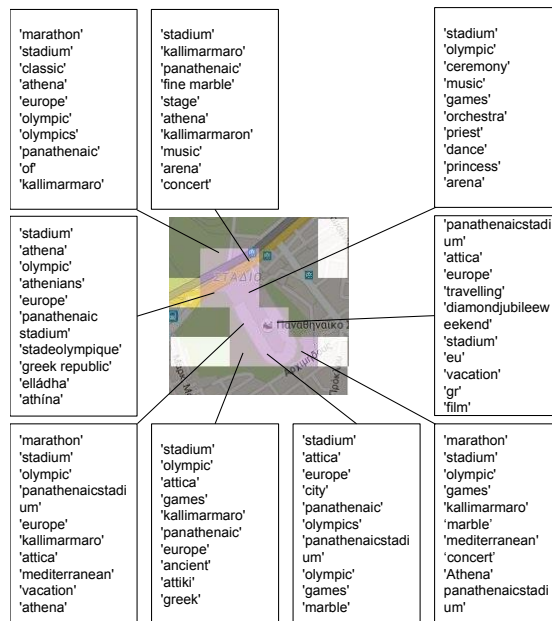 'marathon'
'stadium'
'classic'
'athena'
'europe'
'olympic'
'olympics'
'panathenaic'
'of'
'kallimarmaro'
'stadium'
'kallimarmaro'
'panathenaic'
'fine marble'
'stage'
'athena'
'kallimarmaron'
'music'
'arena'
'concert'
'stadium'
'olympic'
'ceremony'
'music'
'games'
'orchestra'
'priest'
'dance'
'princess'
'arena'
'stadium'
'athena'
'olympic'
'athenians'
'europe'
'panathenaic
stadium'
'stadeolympique'
'greek republic'
'elládha'
'athína'
ΣΤΑΔΙΟ
Παναθηναϊκό Σ
Αρχιμήδους
'panathenaicstadi
um'
'attica'
'europe'
'travelling'
'diamondjubileew
eekend'
'stadium'
'eu'
'vacation'
'gr'
'film'
'marathon'
'stadium'
'olympic'
'panathenaicstadi
um'
'europe'
'kallimarmaro'
'attica'
'mediterranean'
'vacation'
'athena'
'stadium'
'olympic'
'attica'
'games'
'kallimarmaro'
'panathenaic'
'europe'
'ancient'
'attiki'
'greek'
'stadium'
'attica'
'europe'
'city'
'panathenaic'
'olympics'
'panathenaicstadi
um'
'olympic'
'games'
'marble'
'marathon'
'stadium'
'olympic'
'games'
'kallimarmaro'
‘marble'
'mediterranean'
‘concert'
'Athena
panathenaicstadi
um'